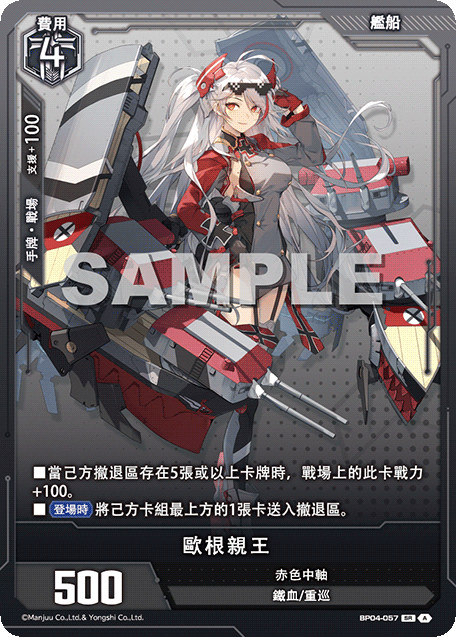 費用
4
艦船
手牌・戰場 支援+100
SAMPLE
■當己方撤退區存在5張或以上卡牌時，戰場上的此卡戰力
+100。
■登場時 將己方卡組最上方的1張卡送入撤退區。
歐根親王
500
赤色中軸
鐵血/重巡
©Manjuu Co.,Ltd.& Yongshi Co.,Ltd.
BP04-057 SR A